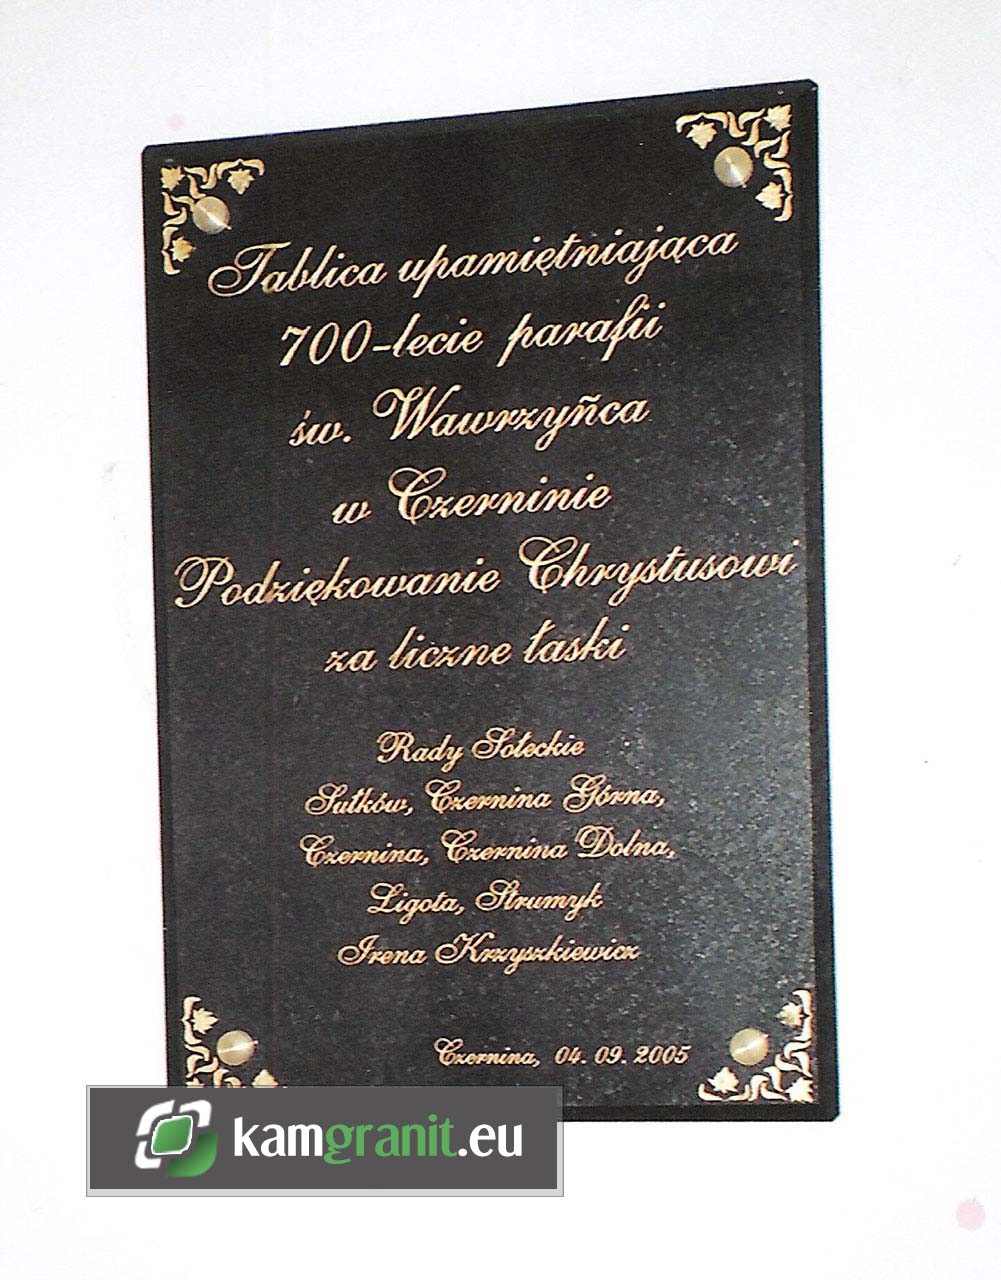 Tablica upamiętniająca
700-lecie parafii
św. Wawrzyñca
w Czerninie
Podziękowanie Chrystusowi
za liczne łaski
Rady Sołeckie
Sułków, Czernina Górna,
Czernina, Czernina Dolna,
Ligota, Strumyk
Irena Krzyszkiewicz
Czernina, 04. 09. 2005
kamgranit.eu